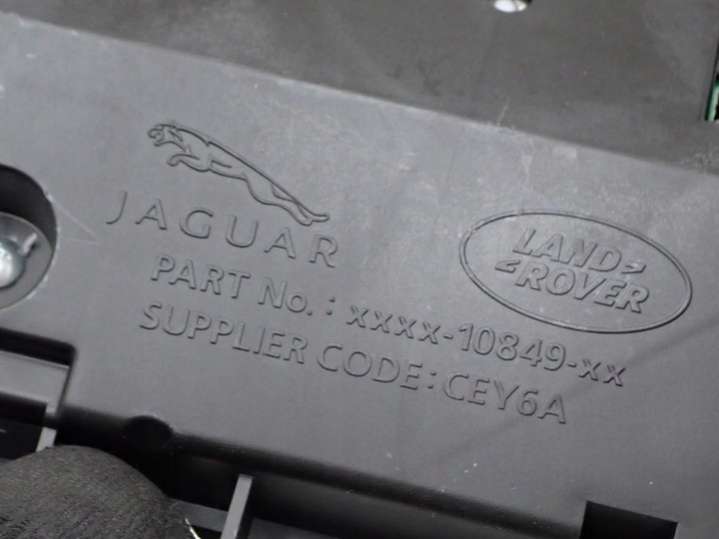 JAGUAR
LAND
ROVER
PART No. : xxxx-10849-xx
SUPPLIER CODE : CEY6A